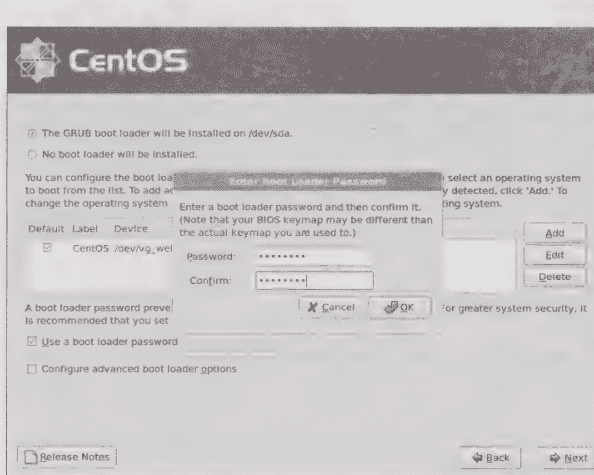 CentOS
The GRUB boot loader will be installed on /dev/sda.
No boot loader will be installed.
You can configure the boot loa
select an operating system
to boot from the list. To add ad
y detected, click 'Add.' To
change the operating system
ting system.
Enter Boot Loader Password
Enter a boot loader password and then confirm it.
(Note that your BIOS keymap may be different than
the actual keymap you are used to.)
Password: ••••••••
Confirm: ••••••••
Cancel OK
Default Label Device
CentOS /dev/vg_wel
Add
Edit
Delete
A boot loader password preve
For greater system security, it
is recommended that you set
Use a boot loader password
Configure advanced boot loader options
Release Notes
Back Next